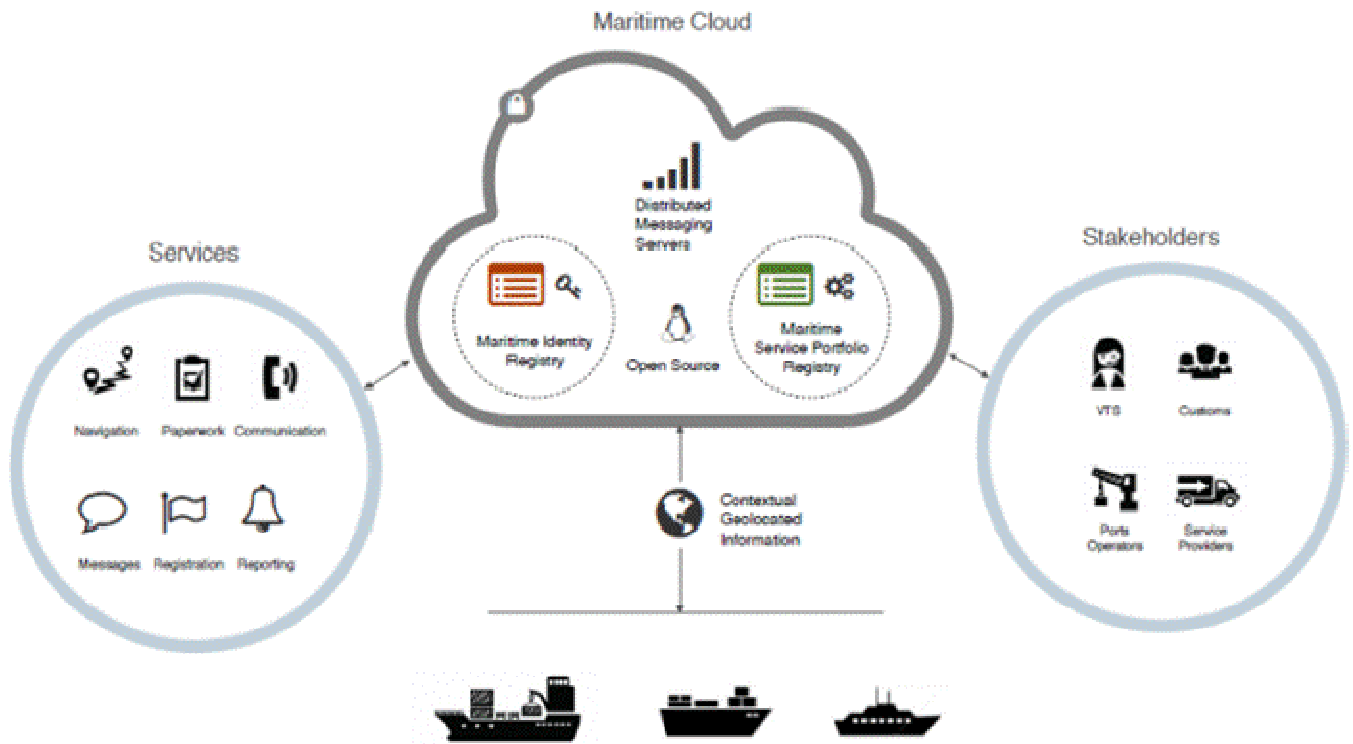 Maritime Cloud
Distributed
Messaging
Servers
Services
Stakeholders
Maritime Identity
Registry
Open Source
Maritime
Service Portfolio
Registry
Navigation
Paperwork
Communication
VTS
Customs
Contextual
Geolocated
Information
Messages
Registration
Reporting
Ports
Operators
Service
Providers